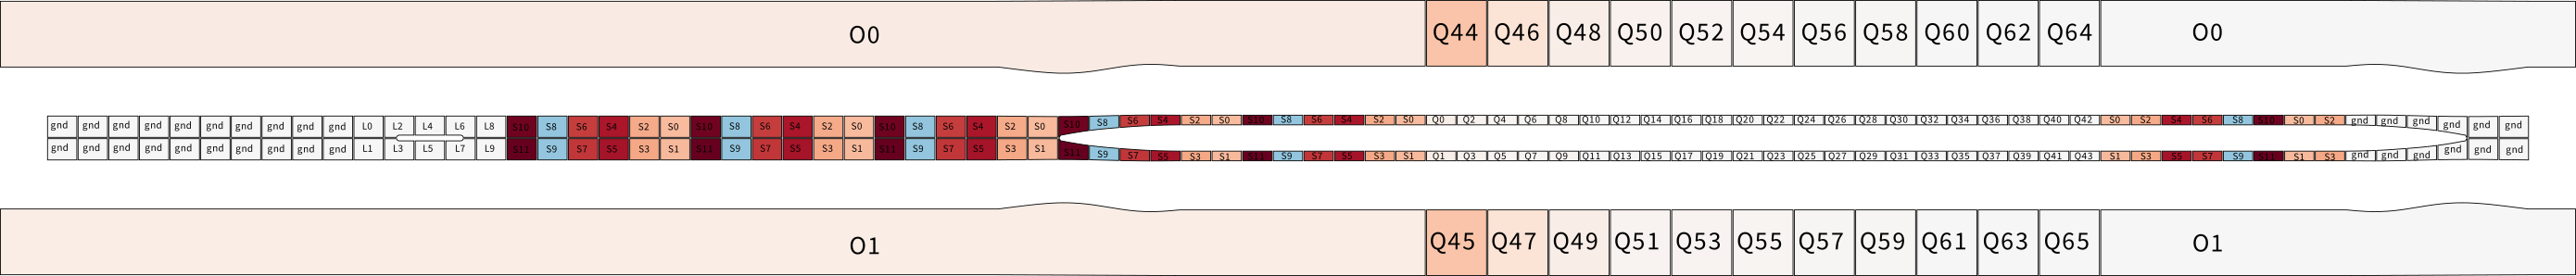 O0 Q44 Q46 Q48 Q50 Q52 Q54 Q56 Q58 Q60 Q62 Q64 O0
gnd gnd gnd gnd gnd gnd gnd gnd gnd gnd L0 L2 L4 L6 L8 S10 S8 S6 S4 S2 S0 S10 S8 S6 S4 S2 S0 S10 S8 S6 S4 S2 S0 S10 S8 S6 S4 S2 S0 S10 S8 S6 S4 S2 S0 Q0 Q2 Q4 Q6 Q8 Q10 Q12 Q14 Q16 Q18 Q20 Q22 Q24 Q26 Q28 Q30 Q32 Q34 Q36 Q38 Q40 Q42 S0 S2 S4 S6 S8 S10 S0 S2 gnd gnd gnd gnd gnd gnd
gnd gnd gnd gnd gnd gnd gnd gnd gnd gnd L1 L3 L5 L7 L9 S11 S9 S7 S5 S3 S1 S11 S9 S7 S5 S3 S1 S11 S9 S7 S5 S3 S1 S11 S9 S7 S5 S3 S1 S11 S9 S7 S5 S3 S1 Q1 Q3 Q5 Q7 Q9 Q11 Q13 Q15 Q17 Q19 Q21 Q23 Q25 Q27 Q29 Q31 Q33 Q35 Q37 Q39 Q41 Q43 S1 S3 S5 S7 S9 S11 S1 S3 gnd gnd gnd gnd gnd gnd
O1 Q45 Q47 Q49 Q51 Q53 Q55 Q57 Q59 Q61 Q63 Q65 O1